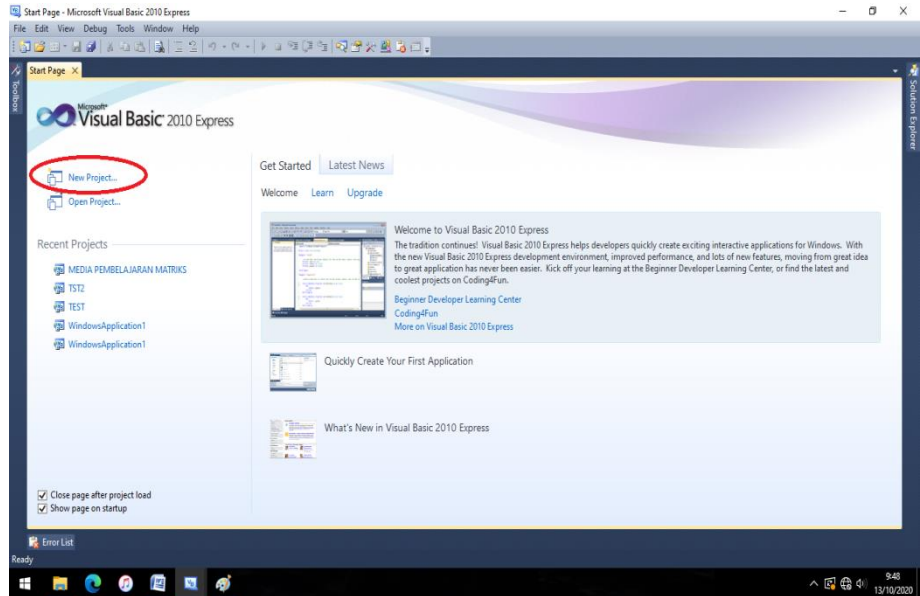 Start Page - Microsoft Visual Basic 2010 Express
File Edit View Debug Tools Window Help
Toolbox
Start Page X
Solution Explorer
Microsoft®
Visual Basic® 2010 Express
New Project...
Open Project...
Recent Projects
MEDIA PEMBELAJARAN MATRIKS
TST2
TEST
WindowsApplication1
WindowsApplication1
Close page after project load
Show page on startup
Get Started Latest News
Welcome Learn Upgrade
Welcome to Visual Basic 2010 Express
The tradition continues! Visual Basic 2010 Express helps developers quickly create exciting interactive applications for Windows. With
the new Visual Basic 2010 Express development environment, improved performance, and lots of new features, moving from great idea
to great application has never been easier. Kick off your learning at the Beginner Developer Learning Center, or find the latest and
coolest projects on Coding4Fun.
Beginner Developer Learning Center
Coding4Fun
More on Visual Basic 2010 Express
Quickly Create Your First Application
What's New in Visual Basic 2010 Express
Error List
Ready
9:48
13/10/2020